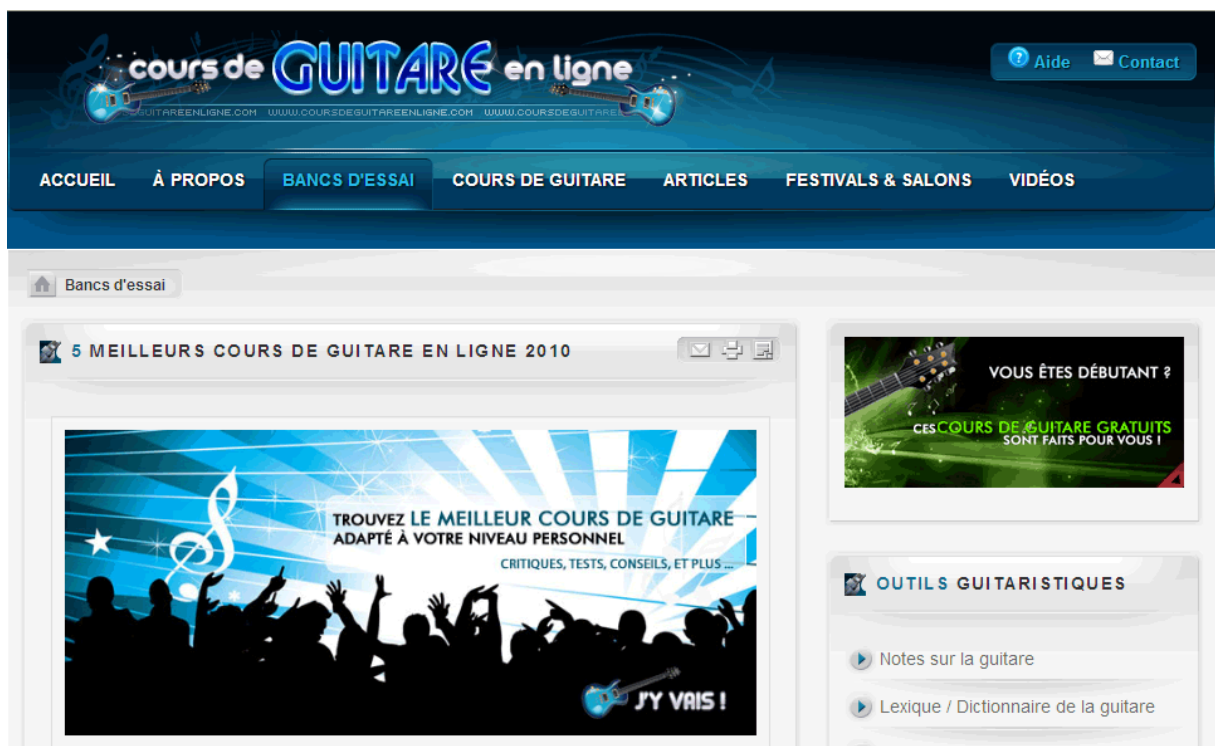 cours de GUITARE en ligne
GUITAREENLIGNE.COM WWW.COURSDEGUITAREENLIGNE.COM WWW.COURSDEGUITARE
Aide Contact
ACCUEIL À PROPOS BANCS D'ESSAI COURS DE GUITARE ARTICLES FESTIVALS & SALONS VIDÉOS
Bancs d'essai
5 MEILLEURS COURS DE GUITARE EN LIGNE 2010
TROUVEZ LE MEILLEUR COURS DE GUITARE
ADAPTÉ À VOTRE NIVEAU PERSONNEL
CRITIQUES, TESTS, CONSEILS, ET PLUS ...
J'Y VAIS !
VOUS ÊTES DÉBUTANT ?
CES COURS DE GUITARE GRATUITS
SONT FAITS POUR VOUS !
OUTILS GUITARISTIQUES
Notes sur la guitare
Lexique / Dictionnaire de la guitare